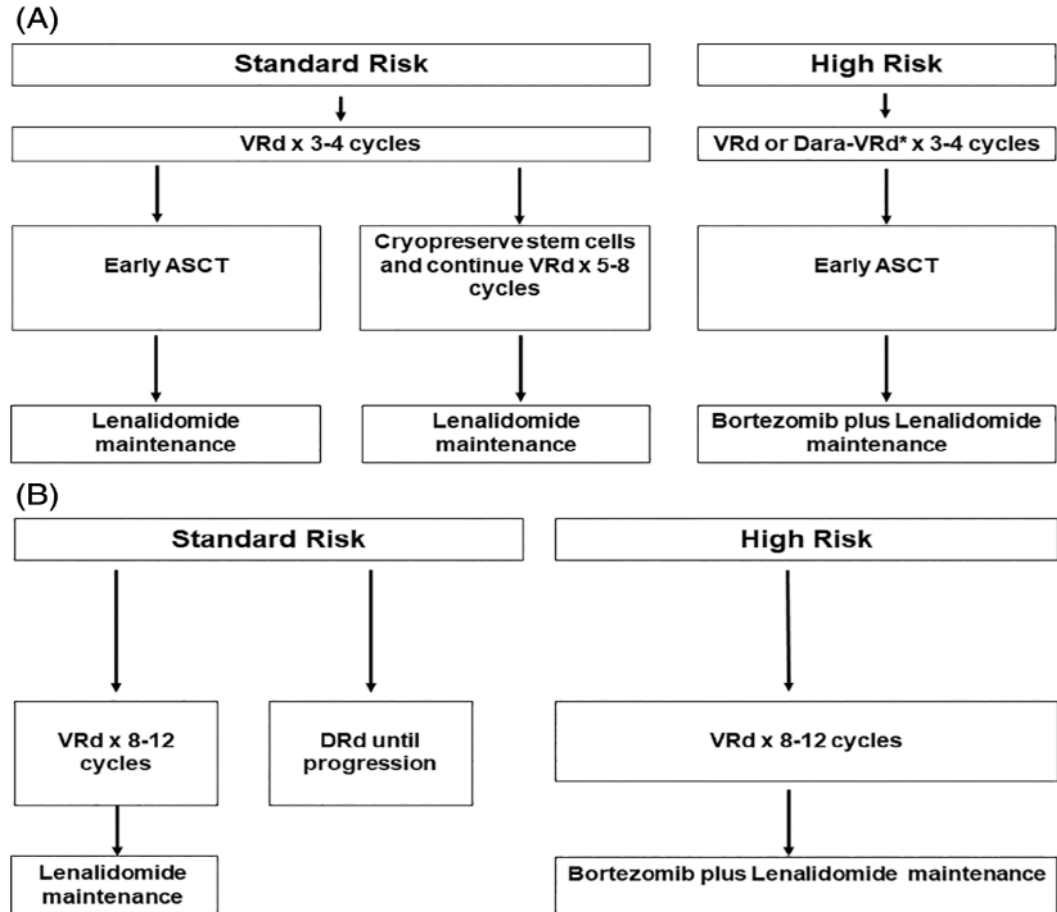 (A)
Standard Risk
High Risk
VRd x 3-4 cycles
VRd or Dara-VRd* x 3-4 cycles
Early ASCT
Cryopreserve stem cells
and continue VRd x 5-8
cycles
Early ASCT
Lenalidomide
maintenance
Lenalidomide
maintenance
Bortezomib plus Lenalidomide
maintenance
(B)
Standard Risk
High Risk
VRd x 8-12
cycles
DRd until
progression
VRd x 8-12 cycles
Lenalidomide
maintenance
Bortezomib plus Lenalidomide maintenance